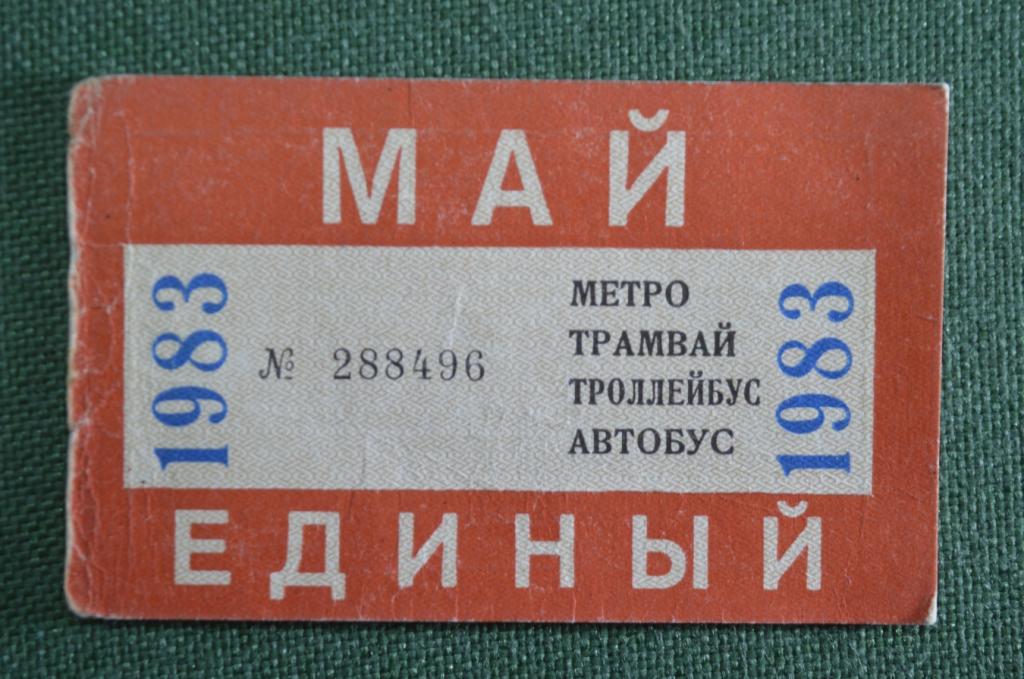 МАЙ
1983
№ 288496
МЕТРО
ТРАМВАЙ
ТРОЛЛЕЙБУС
АВТОБУС
1983
ЕДИНЫЙ